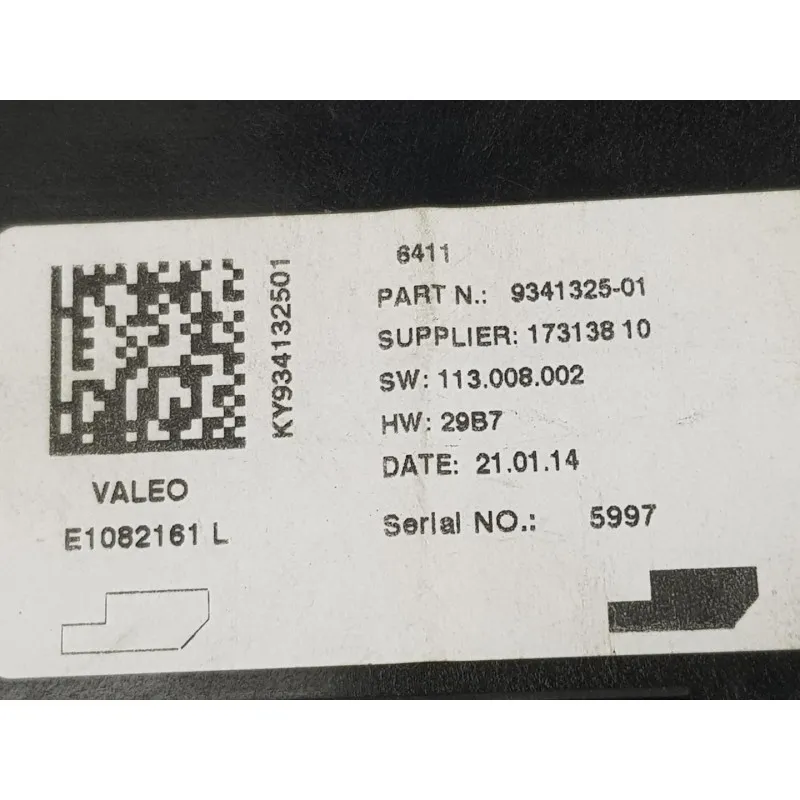 6411
PART N.: 9341325-01
SUPPLIER: 173138 10
SW: 113.008.002
HW: 29B7
DATE: 21.01.14
Serial NO.: 5997
KY934132501
VALEO
E1082161 L